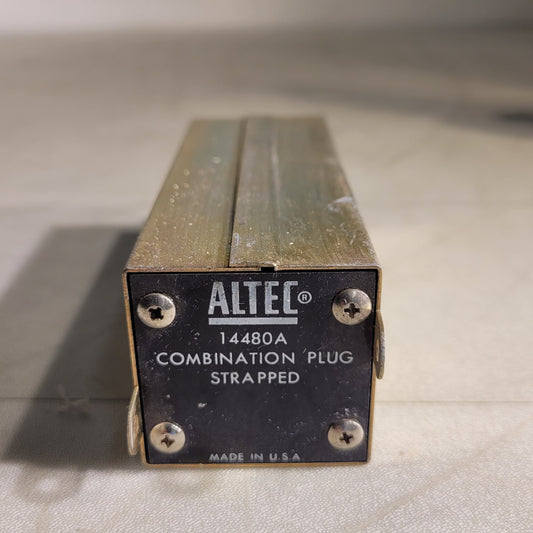 ALTEC®
14480A
COMBINATION PLUG
STRAPPED
MADE IN U.S.A